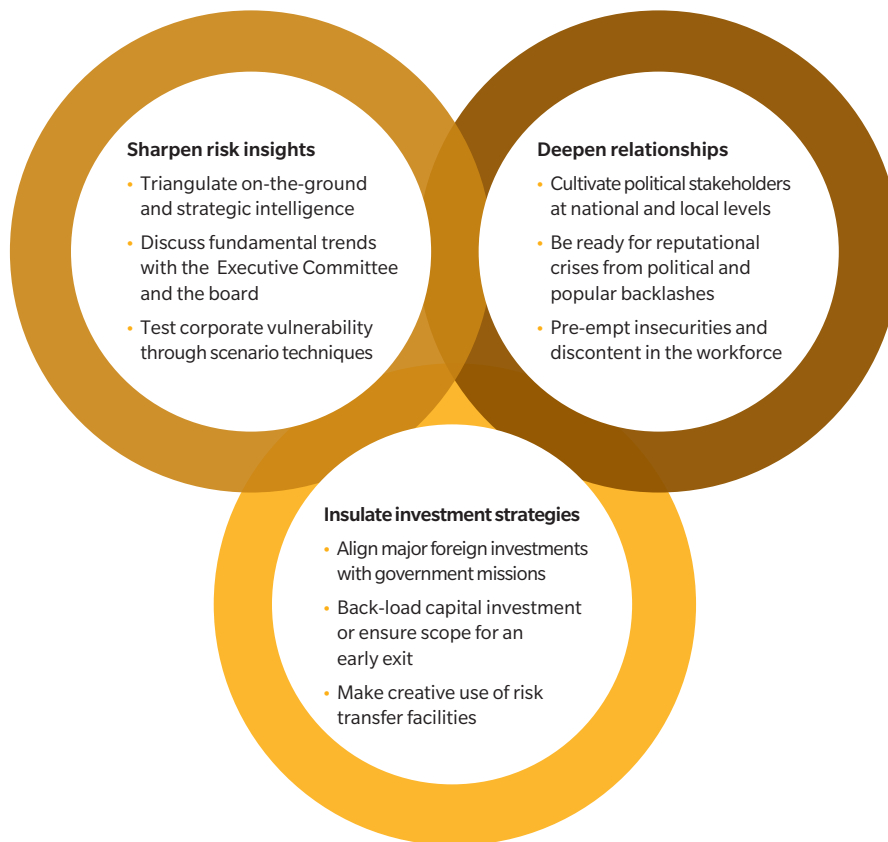 Sharpen risk insights
• Triangulate on-the-ground
and strategic intelligence
• Discuss fundamental trends
with the Executive Committee
and the board
• Test corporate vulnerability
through scenario techniques
Deepen relationships
• Cultivate political stakeholders
at national and local levels
• Be ready for reputational
crises from political and
popular backlashes
• Pre-empt insecurities and
discontent in the workforce
Insulate investment strategies
• Align major foreign investments
with government missions
• Back-load capital investment
or ensure scope for an
early exit
• Make creative use of risk
transfer facilities